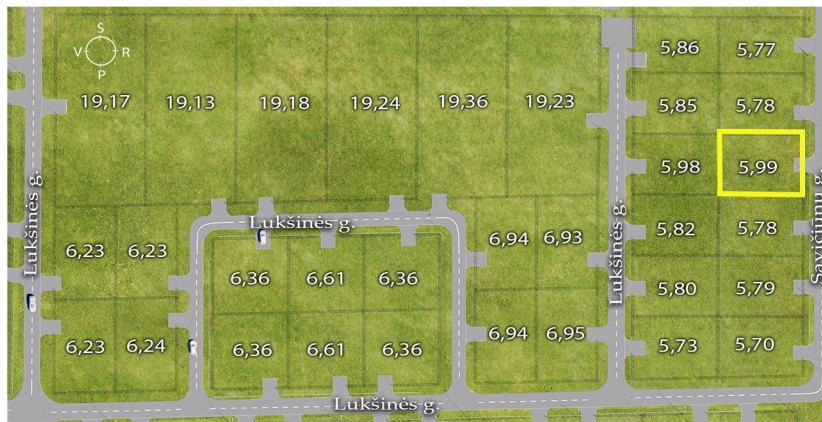 S
V R
P
5,86 5,77
19,17 19,13 19,18 19,24 19,36 19,23
5,85 5,78
5,98 5,99
Lukšinės g.
Lukšinės g.
6,23 6,23
6,94 6,93
5,82 5,78
Lukšinės g.
Savičiūnų g.
6,36 6,61 6,36
5,80 5,79
6,23 6,24
6,36 6,61 6,36
6,94 6,95
5,73 5,70
Lukšinės g.